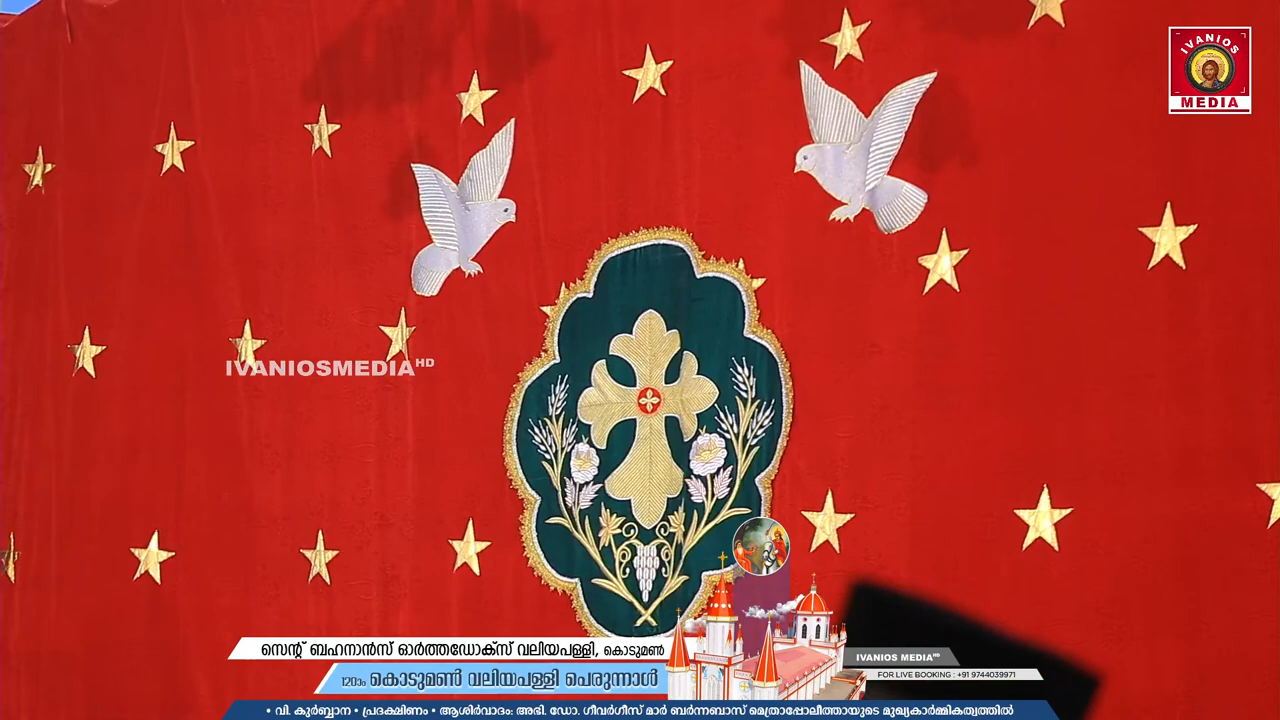 IVANIOS
MEDIA
IVANIOSMEDIA HD
സെന്റ് ബഹനാൻസ് ഓർത്തഡോക്സ് വലിയപള്ളി, കൊടുമൺ
120ാം കൊടുമൺ വലിയപള്ളി പെരുന്നാൾ
IVANIOS MEDIA HD
FOR LIVE BOOKING : +91 9744039971
• വി. കുർബ്ബാന • പ്രദക്ഷിണം • ആശിർവാദം: അഭി. ഡോ. ഗീവർഗീസ് മാർ ബർന്നബാസ് മെത്രാപ്പോലീത്തായുടെ മുഖ്യകാർമ്മികത്വത്തിൽ